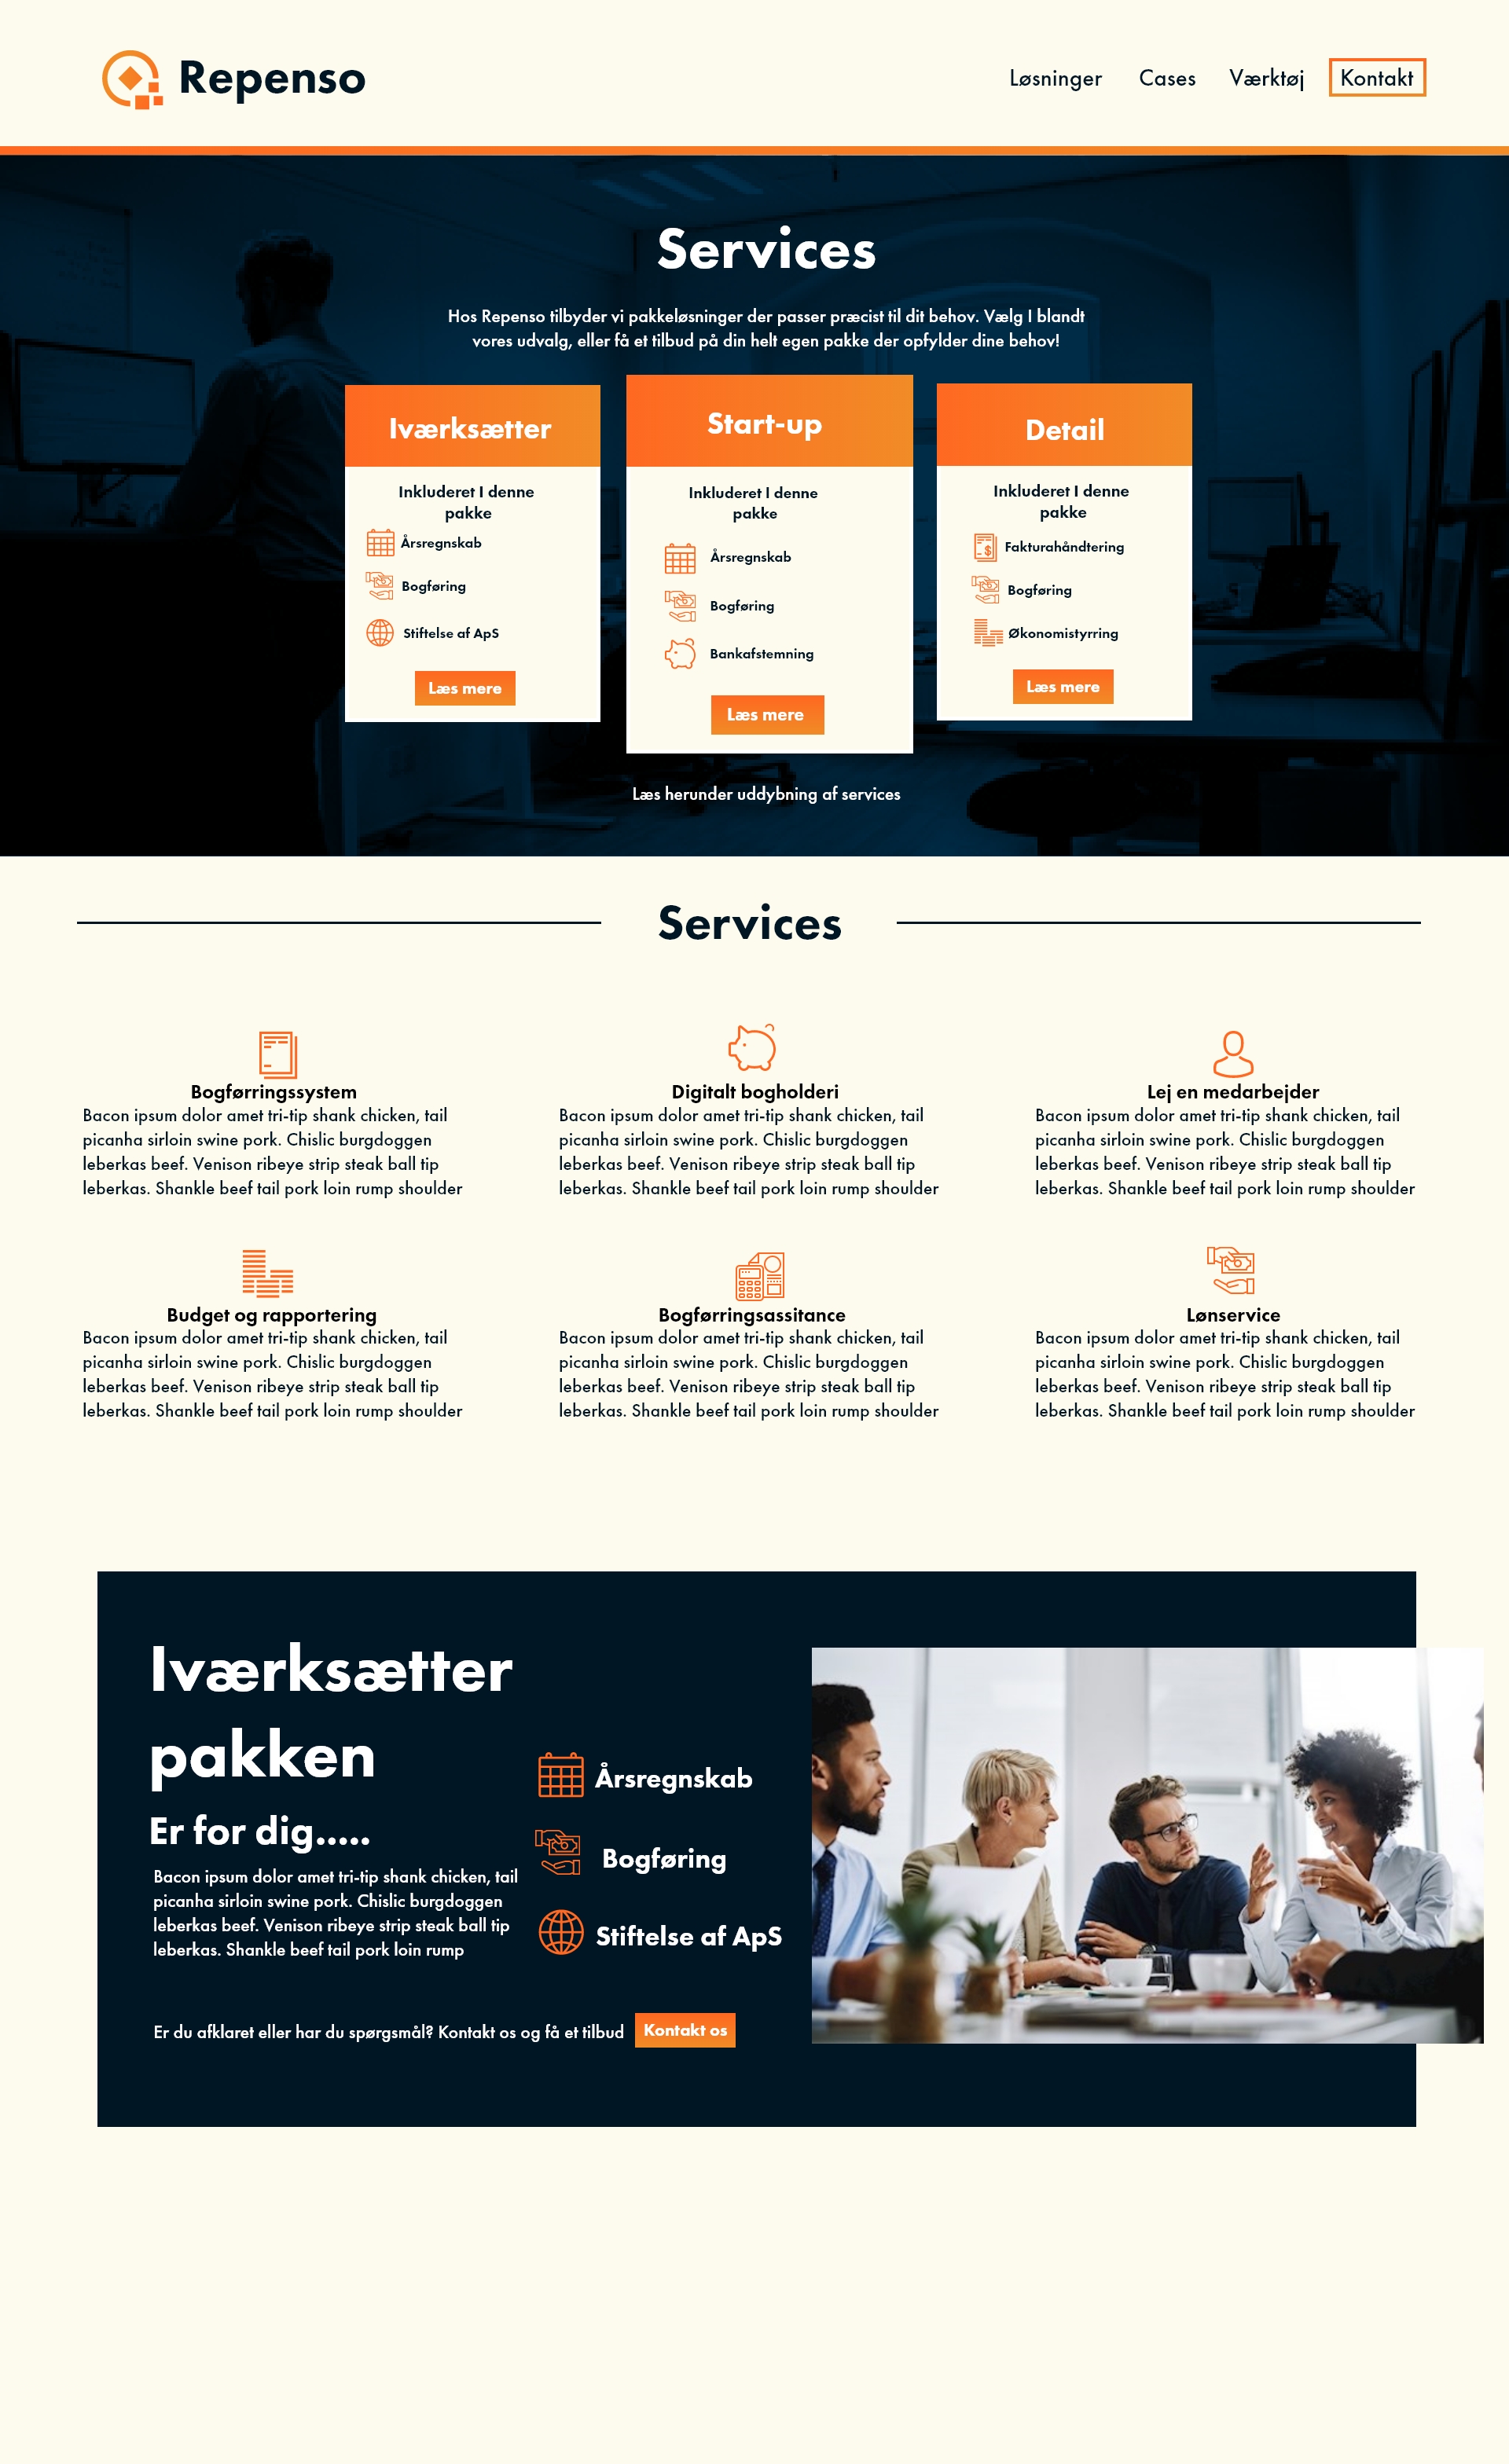 Repenso
Løsninger
Cases
Værktøj
Kontakt
Services
Hos Repenso tilbyder vi pakkeløsninger der passer præcist til dit behov. Vælg I blandt
vores udvalg, eller få et tilbud på din helt egen pakke der opfylder dine behov!
Iværksætter
Inkluderet I denne
pakke
Årsregnskab
Bogføring
Stiftelse af ApS
Læs mere
Start-up
Inkluderet I denne
pakke
Årsregnskab
Bogføring
Bankafstemning
Læs mere
Detail
Inkluderet I denne
pakke
Fakturahåndtering
Bogføring
Økonomistyrring
Læs mere
Læs herunder uddybning af services
Services
Bogførringssystem
Bacon ipsum dolor amet tri-tip shank chicken, tail
picanha sirloin swine pork. Chislic burgdoggen
leberkas beef. Venison ribeye strip steak ball tip
leberkas. Shankle beef tail pork loin rump shoulder
Digitalt bogholderi
Bacon ipsum dolor amet tri-tip shank chicken, tail
picanha sirloin swine pork. Chislic burgdoggen
leberkas beef. Venison ribeye strip steak ball tip
leberkas. Shankle beef tail pork loin rump shoulder
Lej en medarbejder
Bacon ipsum dolor amet tri-tip shank chicken, tail
picanha sirloin swine pork. Chislic burgdoggen
leberkas beef. Venison ribeye strip steak ball tip
leberkas. Shankle beef tail pork loin rump shoulder
Budget og rapportering
Bacon ipsum dolor amet tri-tip shank chicken, tail
picanha sirloin swine pork. Chislic burgdoggen
leberkas beef. Venison ribeye strip steak ball tip
leberkas. Shankle beef tail pork loin rump shoulder
Bogførringsassitance
Bacon ipsum dolor amet tri-tip shank chicken, tail
picanha sirloin swine pork. Chislic burgdoggen
leberkas beef. Venison ribeye strip steak ball tip
leberkas. Shankle beef tail pork loin rump shoulder
Lønservice
Bacon ipsum dolor amet tri-tip shank chicken, tail
picanha sirloin swine pork. Chislic burgdoggen
leberkas beef. Venison ribeye strip steak ball tip
leberkas. Shankle beef tail pork loin rump shoulder
Iværksætter
pakken
Er for dig.....
Bacon ipsum dolor amet tri-tip shank chicken, tail
picanha sirloin swine pork. Chislic burgdoggen
leberkas beef. Venison ribeye strip steak ball tip
leberkas. Shankle beef tail pork loin rump
Årsregnskab
Bogføring
Stiftelse af ApS
Er du afklaret eller har du spørgsmål? Kontakt os og få et tilbud
Kontakt os